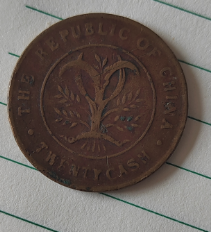 THE REPUBLIC OF CHINA
TWENTY CASH